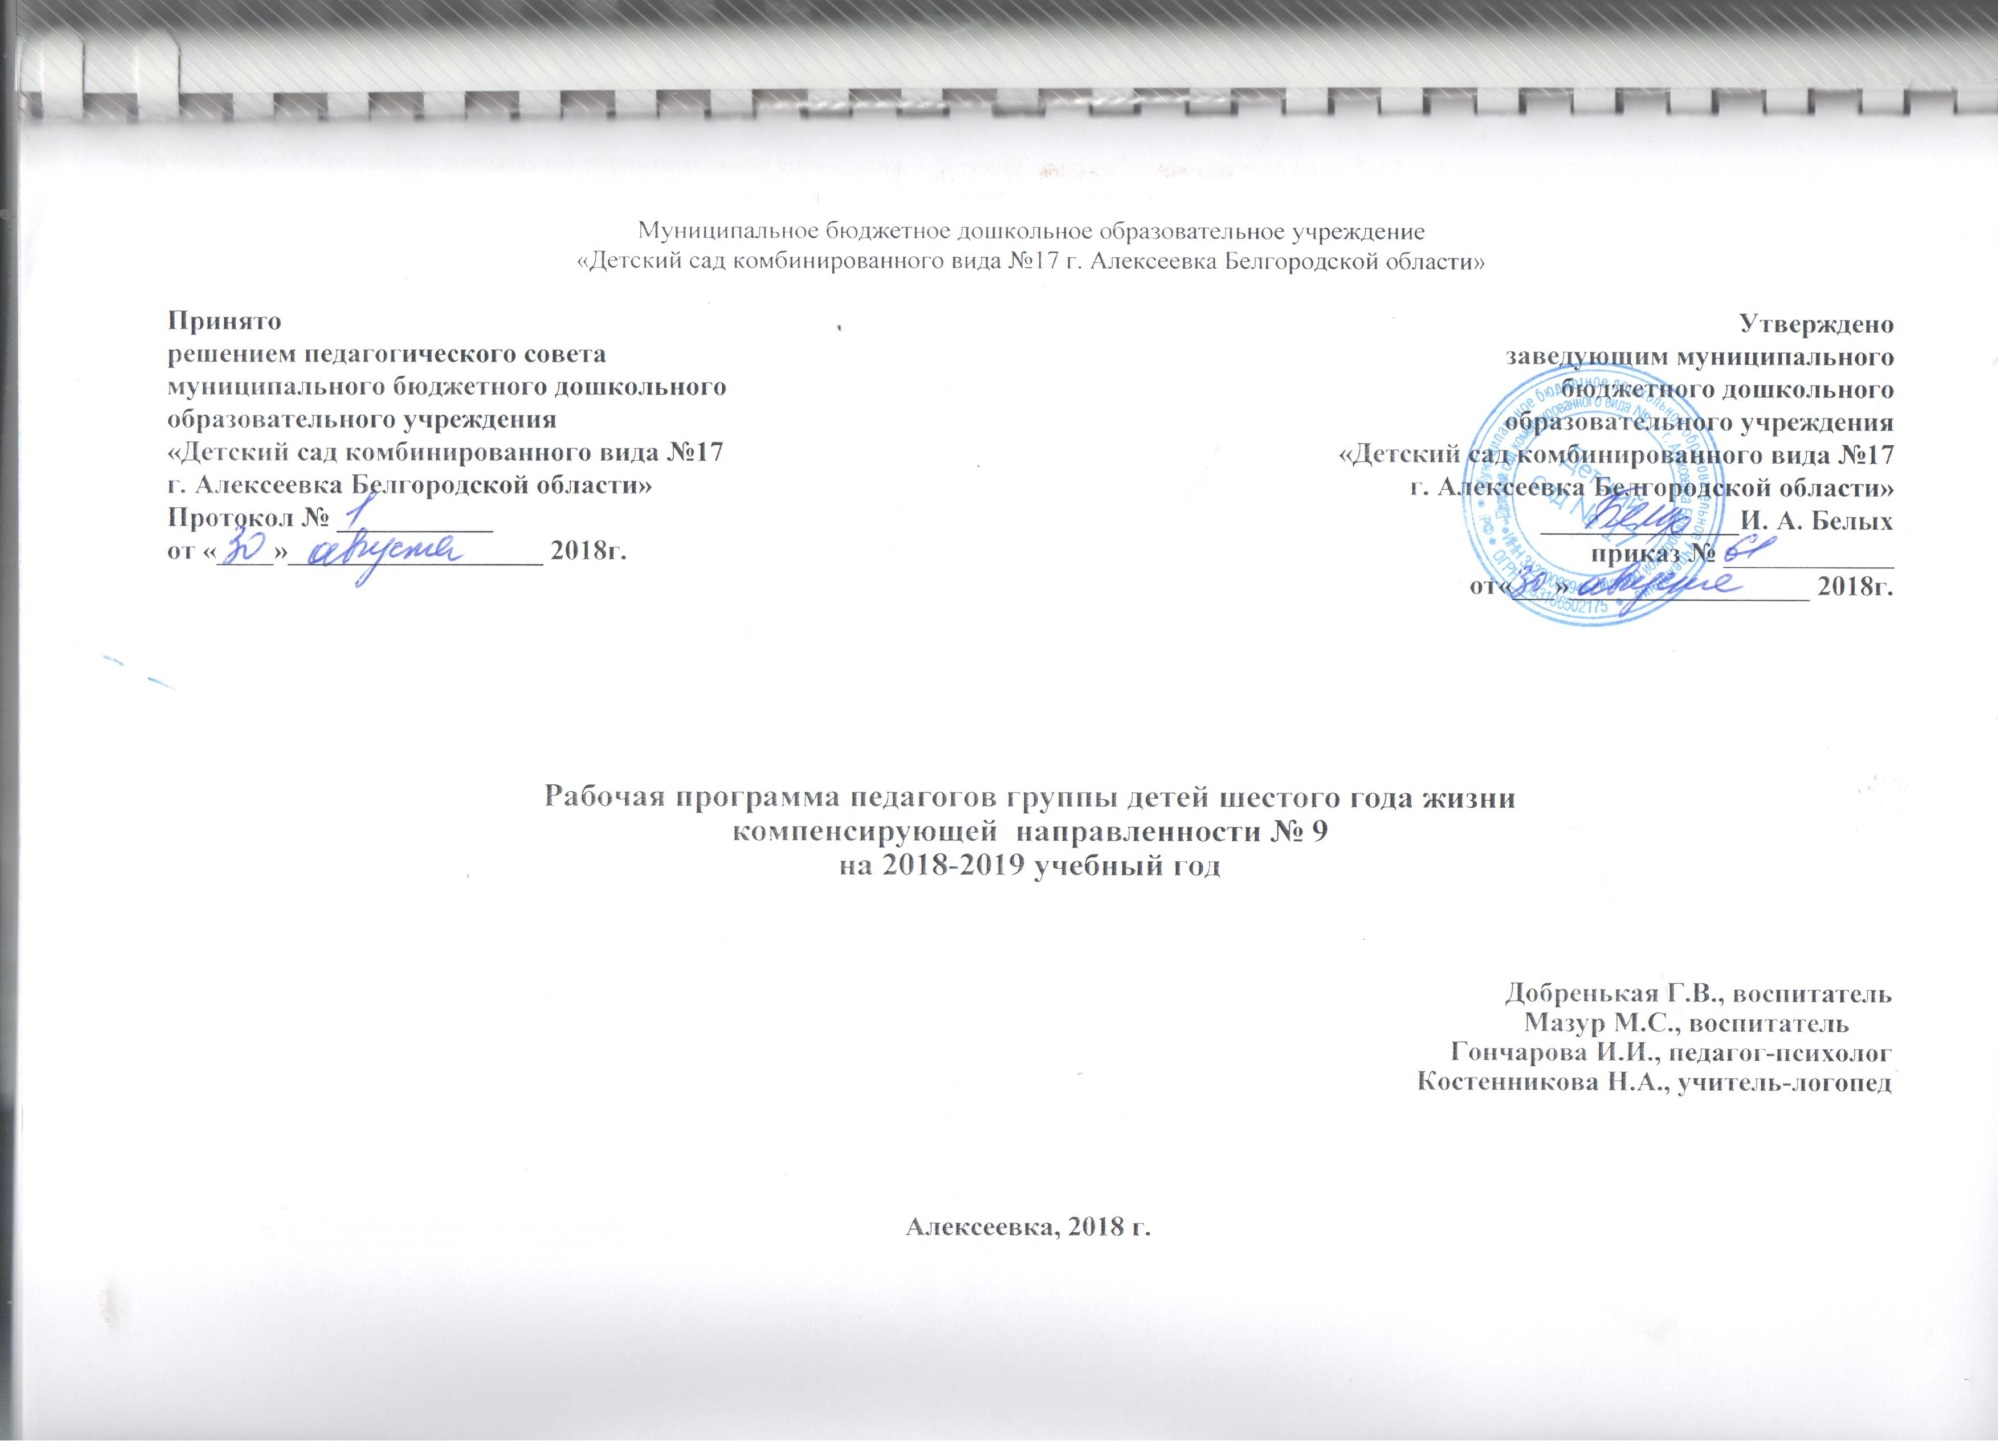 Муниципальное бюджетное дошкольное образовательное учреждение
«Детский сад комбинированного вида №17 г. Алексеевка Белгородской области»
Принято
решением педагогического совета
муниципального бюджетного дошкольного
образовательного учреждения
«Детский сад комбинированного вида №17
г. Алексеевка Белгородской области»
Протокол № 1
от «30» августа 2018г.
Утверждено
заведующим муниципального
бюджетного дошкольного
образовательного учреждения
«Детский сад комбинированного вида №17
г. Алексеевка Белгородской области»
И. А. Белых
приказ № 61
от«30» августа 2018г.
Детский
сад №
Рабочая программа педагогов группы детей шестого года жизни
компенсирующей направленности № 9
на 2018-2019 учебный год
Добренькая Г.В., воспитатель
Мазур М.С., воспитатель
Гончарова И.И., педагог-психолог
Костенникова Н.А., учитель-логопед
Алексеевка, 2018 г.